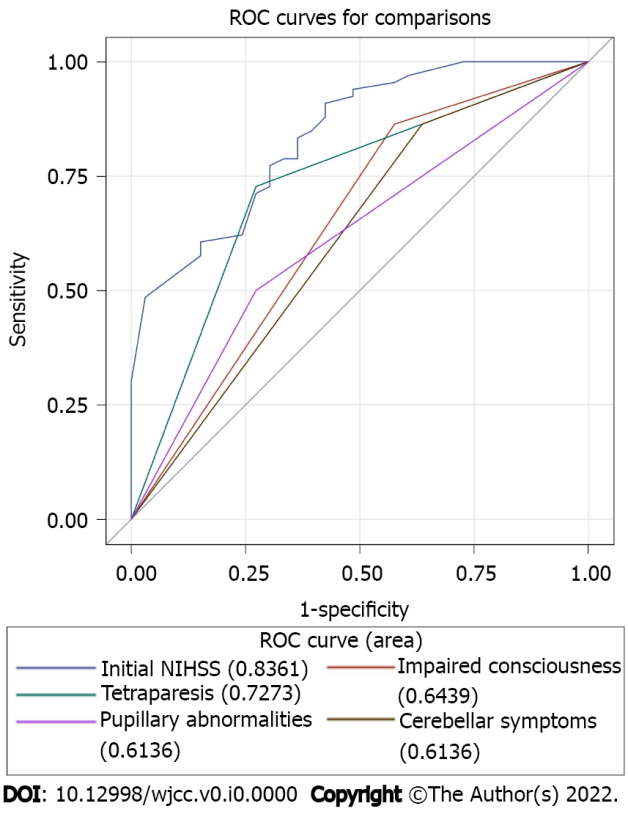 ROC curves for comparisons
1.00
0.75
0.50
0.25
0.00
Sensitivity
0.00 0.25 0.50 0.75 1.00
1-specificity
ROC curve (area)
Initial NIHSS (0.8361)
Tetraparesis (0.7273)
Pupillary abnormalities
(0.6136)
Impaired consciousness
(0.6439)
Cerebellar symptoms
(0.6136)
DOI: 10.12998/wjcc.v0.i0.0000 Copyright ©The Author(s) 2022.